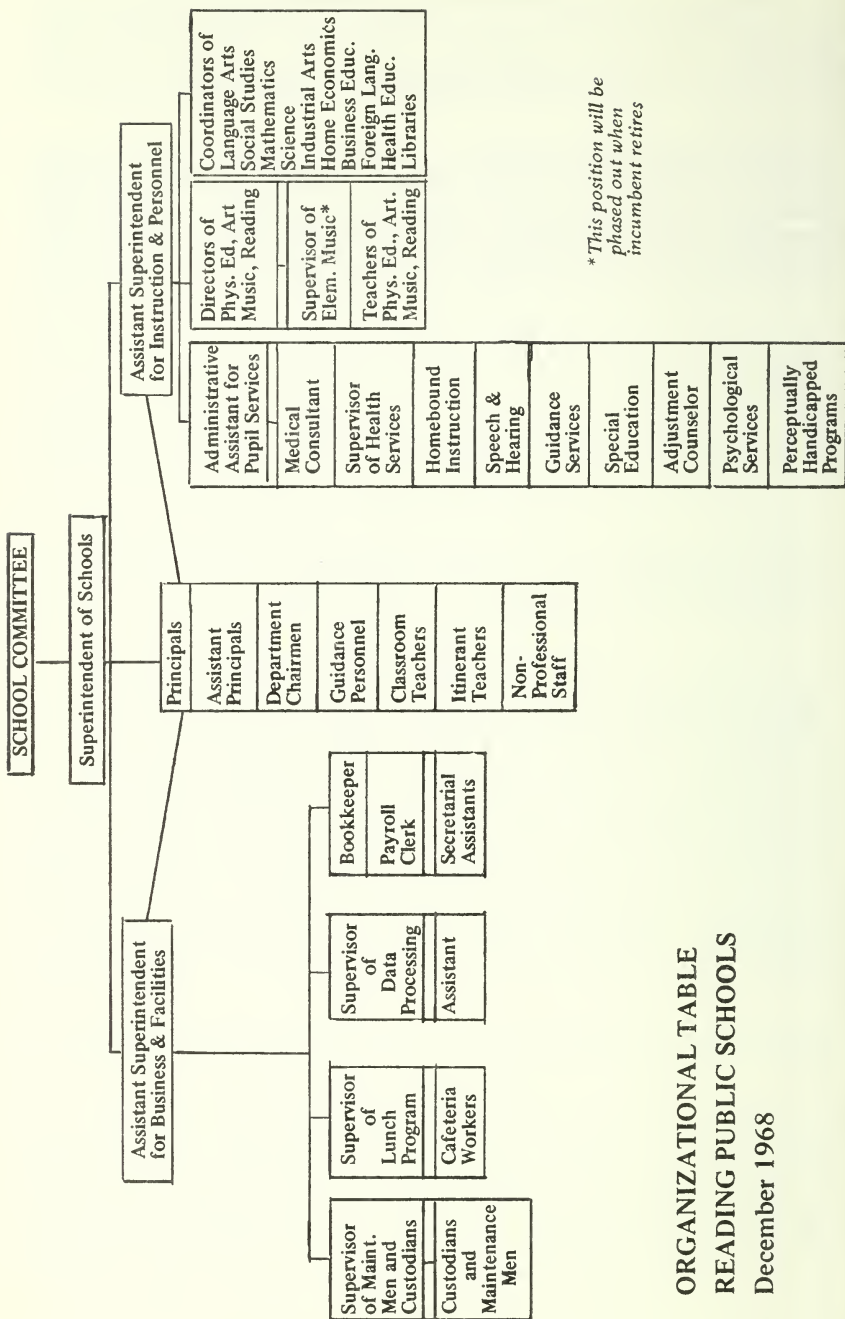 SCHOOL COMMITTEE
Superintendent of Schools
Assistant Superintendent
for Business & Facilities
Assistant Superintendent
for Instruction & Personnel
Supervisor
of Maint.
Men and
Custodians
Custodians
and
Maintenance
Men
Supervisor
of
Lunch
Program
Cafeteria
Workers
Supervisor
of
Data
Processing
Assistant
Bookkeeper
Payroll
Clerk
Secretarial
Assistants
Principals
Assistant
Principals
Department
Chairmen
Guidance
Personnel
Classroom
Teachers
Itinerant
Teachers
Non-
Professional
Staff
Administrative
Assistant for
Pupil Services
Medical
Consultant
Supervisor
of Health
Services
Homebound
Instruction
Speech &
Hearing
Guidance
Services
Special
Education
Adjustment
Counselor
Psychological
Services
Perceptually
Handicapped
Programs
Directors of
Phys. Ed, Art
Music, Reading
Supervisor of
Elem. Music*
Teachers of
Phys. Ed., Art.
Music, Reading
Coordinators of
Language Arts
Social Studies
Mathematics
Science
Industrial Arts
Home Economics
Business Educ.
Foreign Lang.
Health Educ.
Libraries
*This position will be
phased out when
incumbent retires
ORGANIZATIONAL TABLE
READING PUBLIC SCHOOLS
December 1968